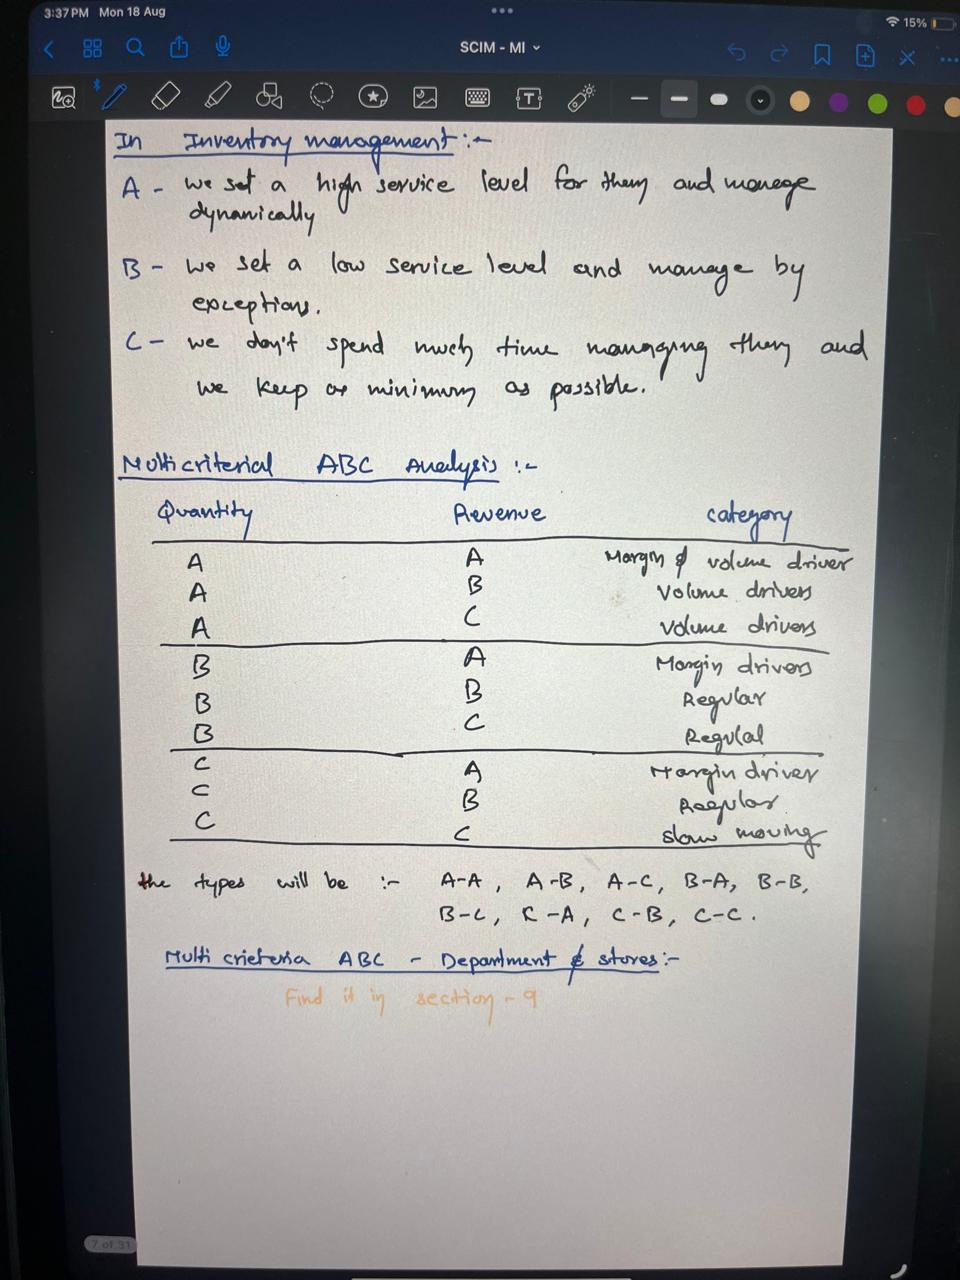 3:37 PM Mon 18 Aug
15%
SCIM - MI
In Inventory management :-
A - we set a high service level for them and manege
dynamically
B - we set a low service level and manage by
exceptions.
C - we don't spend much time managging them and
we keep as minimum as possible.
Multicriterial ABC Analysis :-
Quantity Revenue category
A A Margin & volume driver
A B Volume drivers
A C Volume drivers
B A Margin drivers
B B Regular
B C Regulal
C A Margin driver
C B Regular
C C slow moving
the types will be :- A-A, A-B, A-C, B-A, B-B,
B-C, C-A, C-B, C-C.
Multi crieteria ABC - Department & stores :-
Find it in section - 9
7 of 31